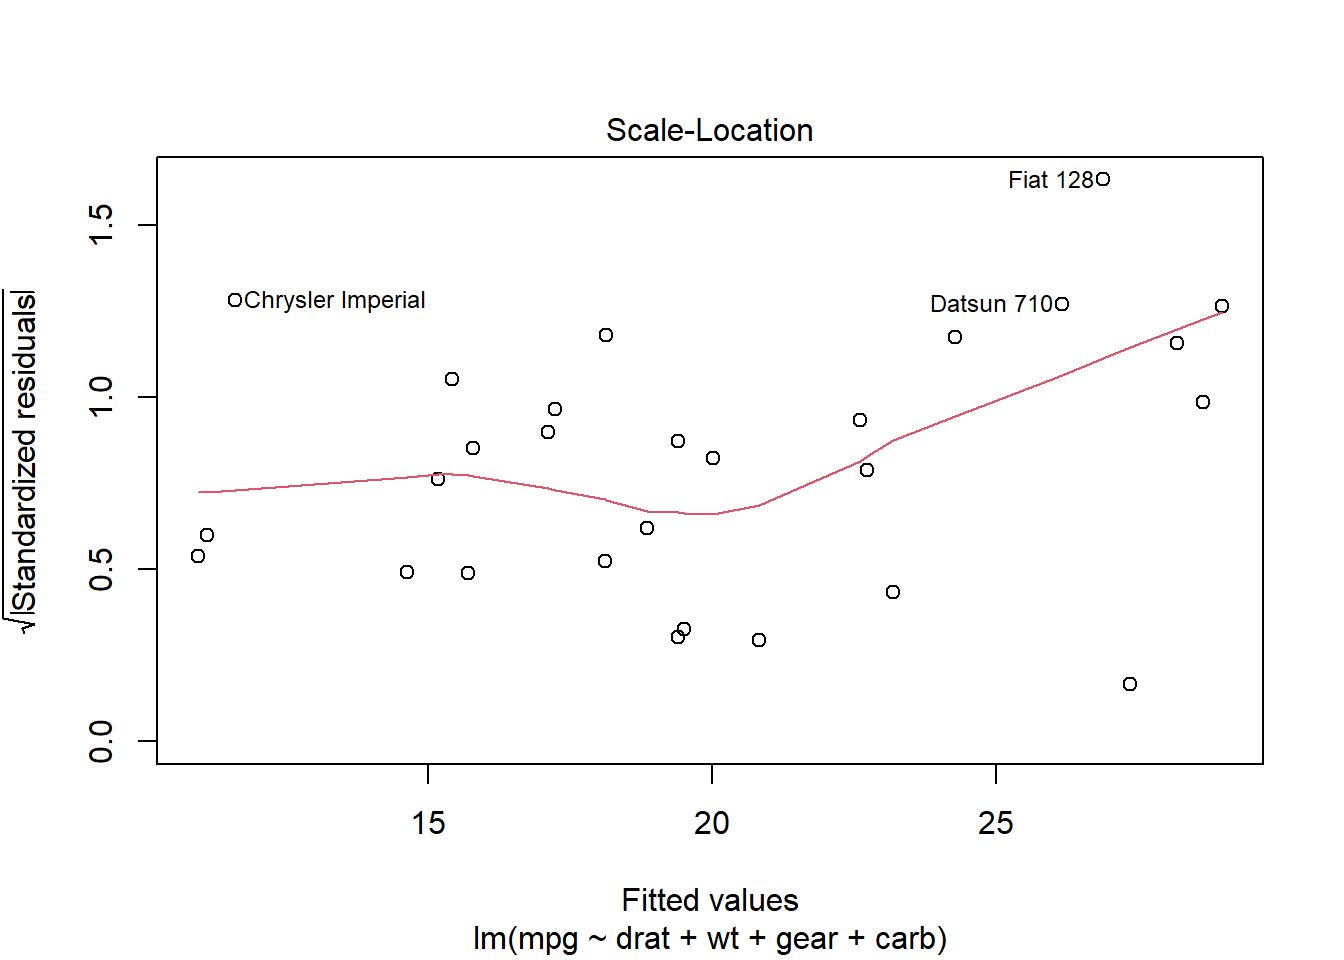 Scale-Location
Fiat 128
Chrysler Imperial
Datsun 710
√|Standardized residuals|
1.5
1.0
0.5
0.0
15 20 25
Fitted values
lm(mpg ~ drat + wt + gear + carb)